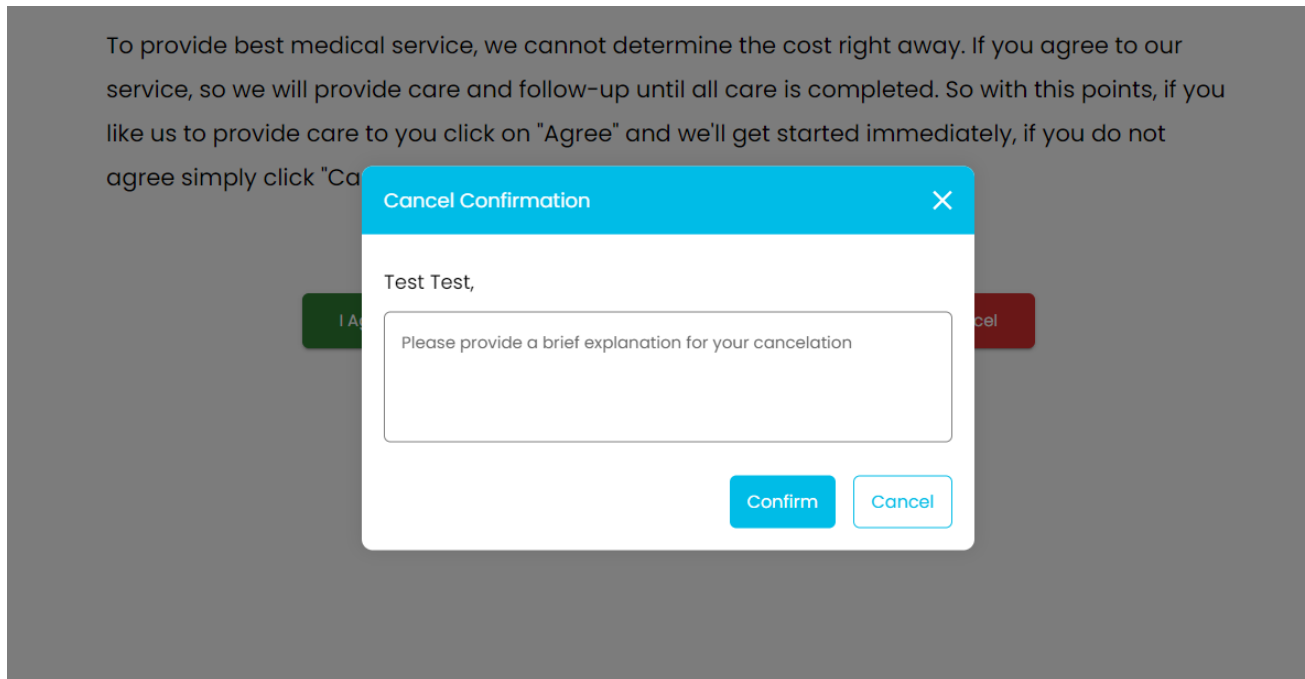 To provide best medical service, we cannot determine the cost right away. If you agree to our
service, so we will provide care and follow-up until all care is completed. So with this points, if you
like us to provide care to you click on "Agree" and we'll get started immediately, if you do not
agree simply click "Ca
Cancel Confirmation
Test Test,
I Ag
cel
Please provide a brief explanation for your cancelation
Confirm
Cancel